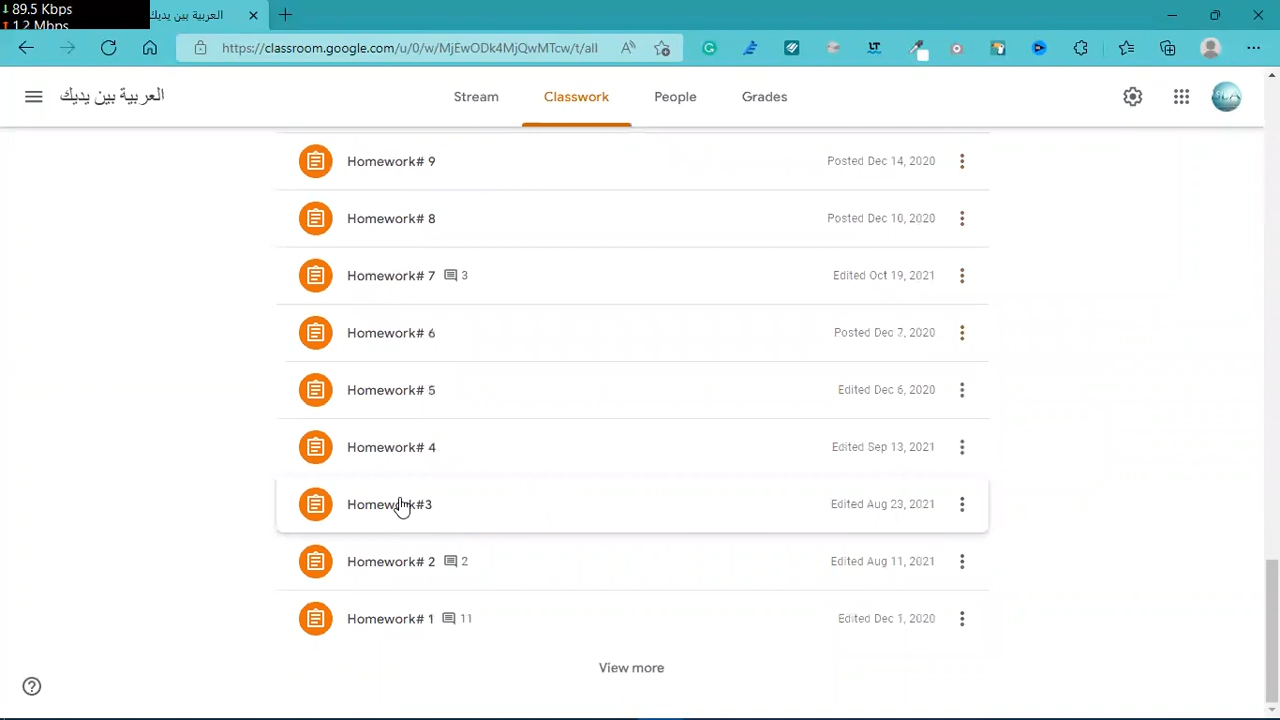 89.5 Kbps
1.2 Mbps
العربية بين يديك
https://classroom.google.com/u/0/w/MjEwODk4MjQwMTcw/t/all
العربية بين يديك
Stream
Classwork
People
Grades
Homework# 9
Posted Dec 14, 2020
Homework# 8
Posted Dec 10, 2020
Homework# 7 3
Edited Oct 19, 2021
Homework# 6
Posted Dec 7, 2020
Homework# 5
Edited Dec 6, 2020
Homework# 4
Edited Sep 13, 2021
Homework#3
Edited Aug 23, 2021
Homework# 2 2
Edited Aug 11, 2021
Homework# 1 11
Edited Dec 1, 2020
View more